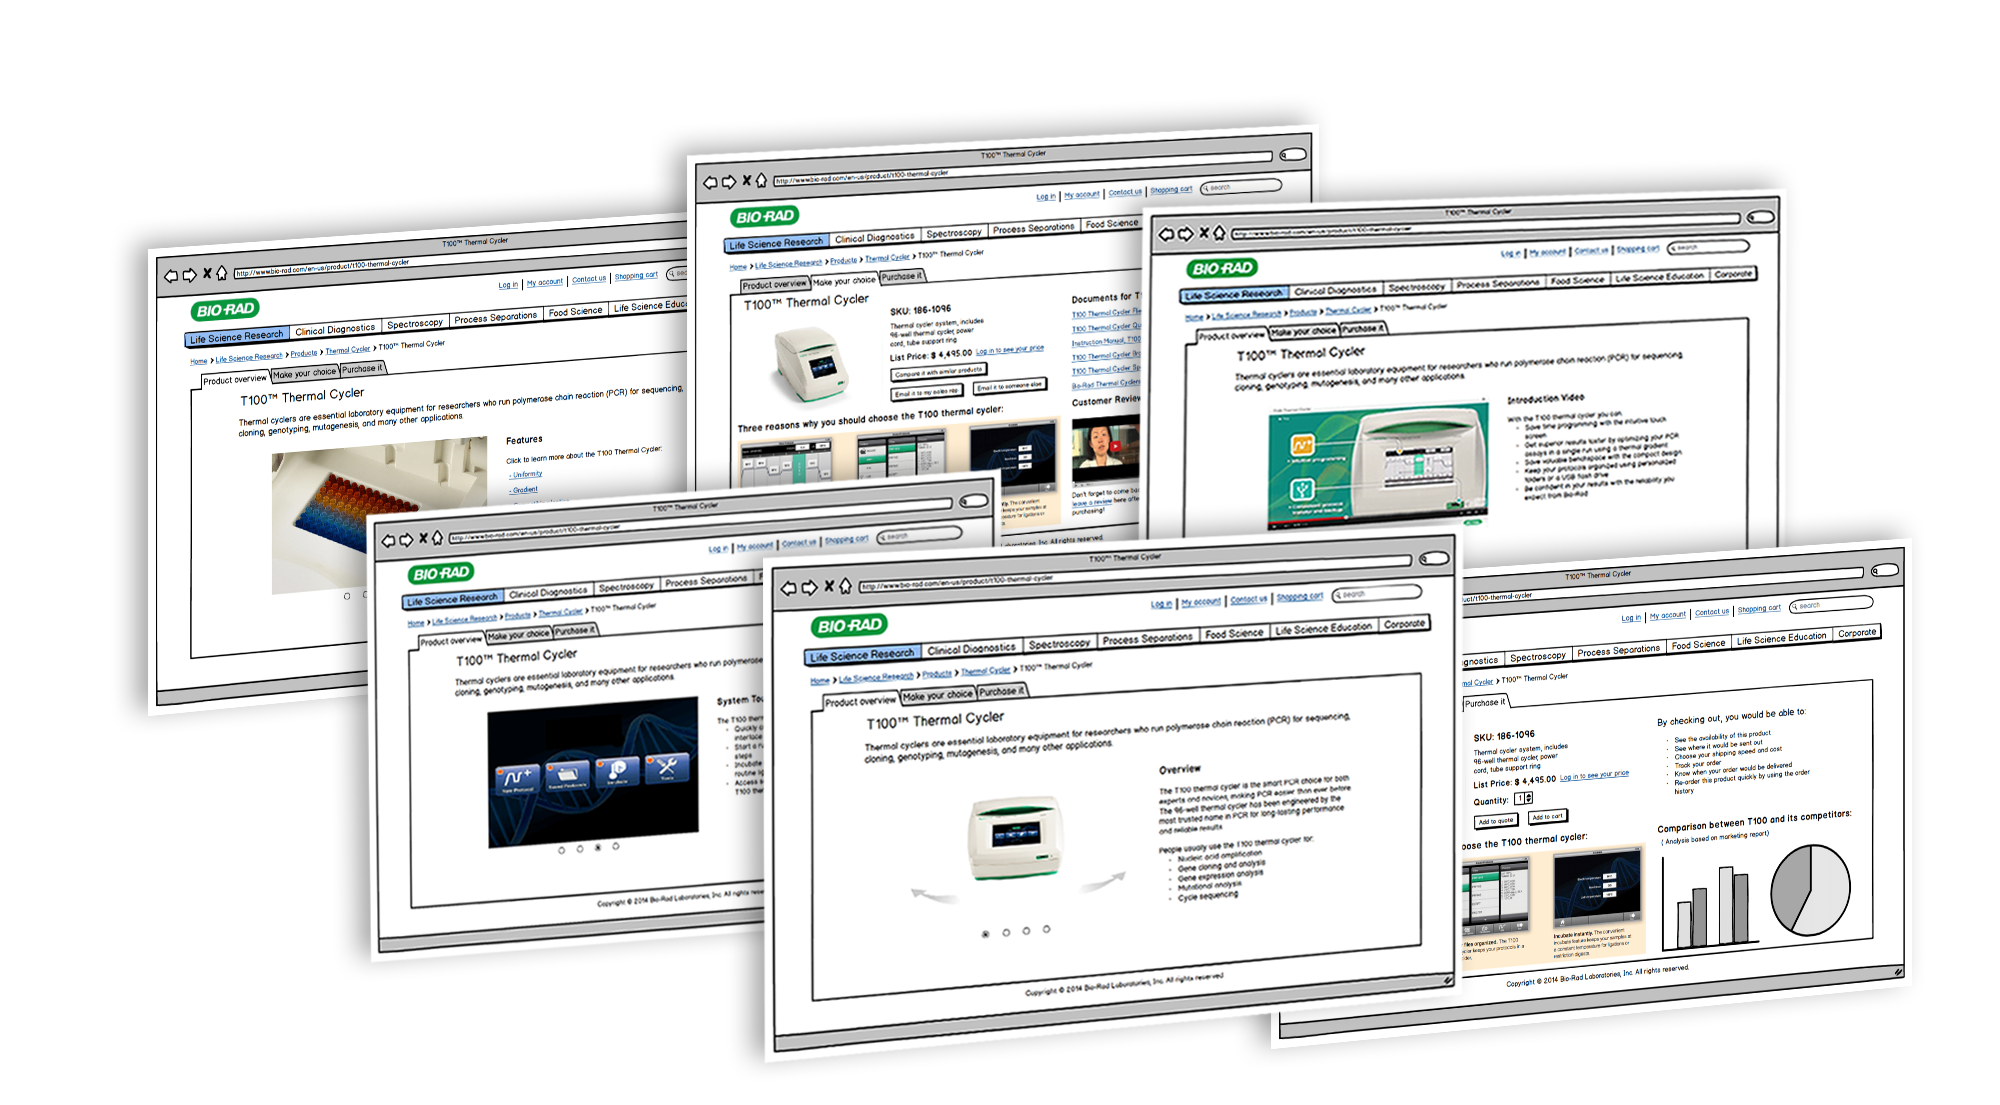 T100™ Thermal Cycler
http://www.bio-rad.com/en-us/product/t100-thermal-cycler
Log in | My account | Contact us | Shopping cart
BIO-RAD
Life Science Research Clinical Diagnostics Spectroscopy Process Separations Food Science Life Science Educ
Home > Life Science Research > Products > Thermal Cycler > T100™ Thermal Cycler
Product overview Make your choice Purchase it
T100™ Thermal Cycler
Thermal cyclers are essential laboratory equipment for researchers who run polymerase chain reaction (PCR) for sequencing,
cloning, genotyping, mutagenesis, and many other applications.
Features
Click to learn more about the T100 Thermal Cycler:
- Uniformity
- Gradient
T100™ Thermal Cycler
http://www.bio-rad.com/en-us/product/t100-thermal-cycler
Log in | My account | Contact us | Shopping cart search
BIO-RAD
Life Science Research Clinical Diagnostics Spectroscopy Process Separations Food Science
Home > Life Science Research > Products > Thermal Cycler > T100™ Thermal Cycler
Product overview Make your choice Purchase it
T100™ Thermal Cycler
SKU: 186-1096
Thermal cycler system, includes
96-well thermal cycler, power
cord, tube support ring
List Price: $ 4,495.00 Log in to see your price
Compare it with similar products
Email it to my sales rep Email it to someone else
Documents for T
T100 Thermal Cycler Fl
T100 Thermal Cycler Qu
Instruction Manual, T100
T100 Thermal Cycler Br
T100 Thermal Cycler Sp
Bio-Rad Thermal Cyclers
Three reasons why you should choose the T100 thermal cycler:
Customer Review
Don't forget to come ba
leave a review here afte
purchasing!
T100™ Thermal Cycler
http://www.bio-rad.com/en-us/product/t100-thermal-cycler
Log in | My account | Contact us | Shopping cart search
BIO-RAD
Life Science Research Clinical Diagnostics Spectroscopy Process Separations Food Science Life Science Education Corporate
Home > Life Science Research > Products > Thermal Cycler > T100™ Thermal Cycler
Product overview Make your choice Purchase it
T100™ Thermal Cycler
Thermal cyclers are essential laboratory equipment for researchers who run polymerase chain reaction (PCR) for sequencing,
cloning, genotyping, mutagenesis, and many other applications.
Introduction Video
With the T100 thermal cycler you can:
Save time programming with the intuitive touch
screen
Get superior results faster by optimizing your PCR
assays in a single run using a thermal gradient
Save valuable benchspace with the compact design
Keep your protocols organized using personalized
folders or a USB flash drive
Be confident in your results with the reliability you
expect from Bio-Rad
T100™ Thermal Cycler
http://www.bio-rad.com/en-us/product/t100-thermal-cycler
Log in | My account | Contact us | Shopping cart search
BIO-RAD
Life Science Research Clinical Diagnostics Spectroscopy Process Separations F
Home > Life Science Research > Products > Thermal Cycler > T100™ Thermal Cycler
Product overview Make your choice Purchase it
T100™ Thermal Cycler
Thermal cyclers are essential laboratory equipment for researchers who run polymerase
cloning, genotyping, mutagenesis, and many other applications.
System Tou
The T100 ther
Quickly c
interface
Start a r
steps
Incubate
routine l
Access s
T100 the
Copyright © 2014 Bio-Rad Laboratories, Inc. All rights rese
T100™ Thermal Cycler
http://www.bio-rad.com/en-us/product/t100-thermal-cycler
Log in | My account | Contact us | Shopping cart search
BIO-RAD
Life Science Research Clinical Diagnostics Spectroscopy Process Separations Food Science Life Science Education Corporate
Home > Life Science Research > Products > Thermal Cycler > T100™ Thermal Cycler
Product overview Make your choice Purchase it
T100™ Thermal Cycler
Thermal cyclers are essential laboratory equipment for researchers who run polymerase chain reaction (PCR) for sequencing,
cloning, genotyping, mutagenesis, and many other applications.
Overview
The T100 thermal cycler is the smart PCR choice for both
experts and novices, making PCR easier than ever before
The 96-well thermal cycler has been engineered by the
most trusted name in PCR for long-lasting performance
and reliable results
People usually use the T100 thermal cycler for:
Nucleic acid amplification
Gene cloning and analysis
Gene expression analysis
Mutational analysis
Cycle sequencing
Copyright © 2014 Bio-Rad Laboratories, Inc. All rights reserved
T100™ Thermal Cycler
uct/t100-thermal-cycler
Log in | My account | Contact us | Shopping cart search
gnostics Spectroscopy Process Separations Food Science Life Science Education Corporate
mal Cycler > T100™ Thermal Cycler
Purchase it
SKU: 186-1096
Thermal cycler system, includes
96-well thermal cycler, power
cord, tube support ring
List Price: $ 4,495.00 Log in to see your price
Quantity: 1
Add to quote Add to cart
By checking out, you would be able to:
See the availability of this product
See where it would be sent out
Choose your shipping speed and cost
Track your order
Know when your order would be delivered
Re-order this product quickly by using the order
history
oose the T100 thermal cycler:
Comparison between T100 and its competitors:
( Analysis based on marketing report)
files organized. The T100
Incubate instantly. The convenient
incubate feature keeps your samples at
a constant temperature for ligations or
restriction digests
Copyright © 2014 Bio-Rad Laboratories, Inc. All rights reserved.